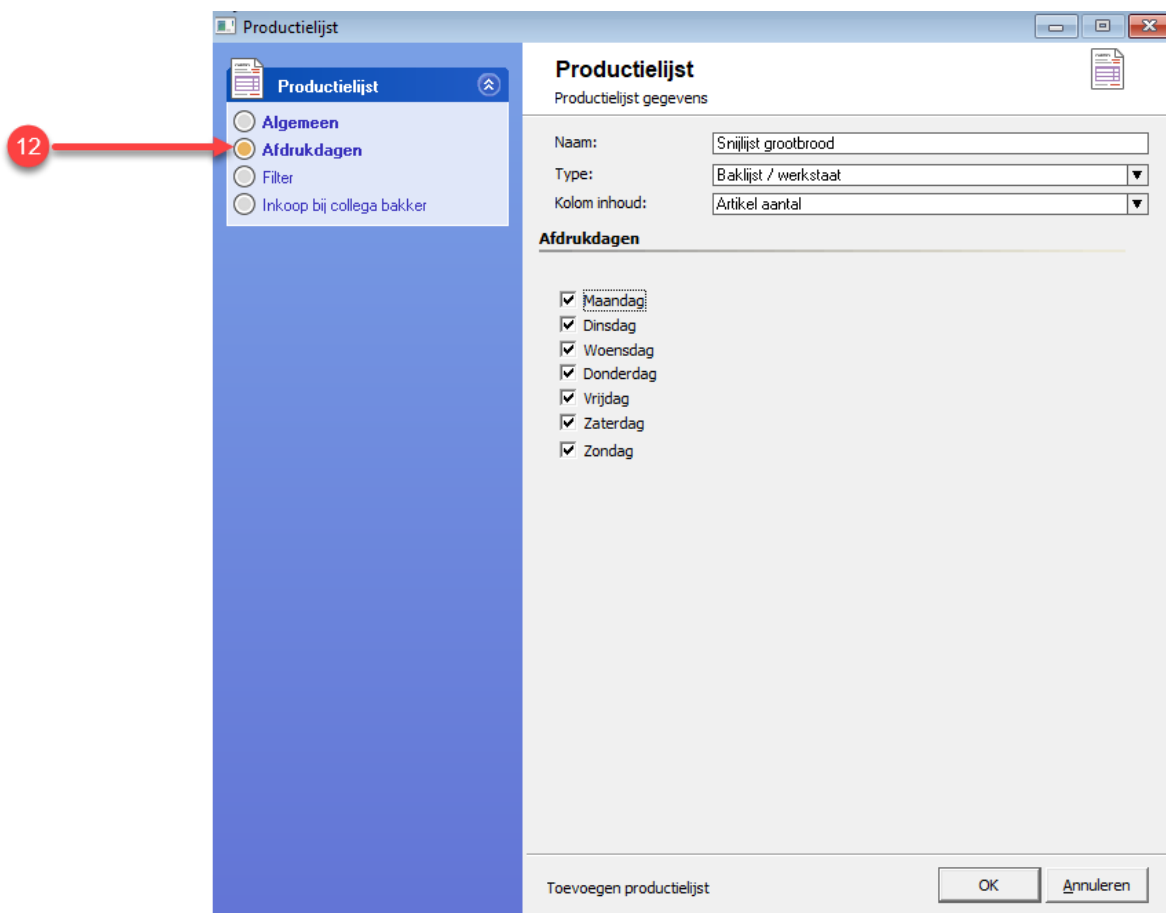 Productielijst
Productielijst
Algemeen
Afdrukdagen
Filter
Inkoop bij collega bakker
12
Productielijst
Productielijst gegevens
Naam: Snijlijst grootbrood
Type: Baklijst / werkstaat
Kolom inhoud: Artikel aantal
Afdrukdagen
Maandag
Dinsdag
Woensdag
Donderdag
Vrijdag
Zaterdag
Zondag
Toevoegen productielijst OK Annuleren